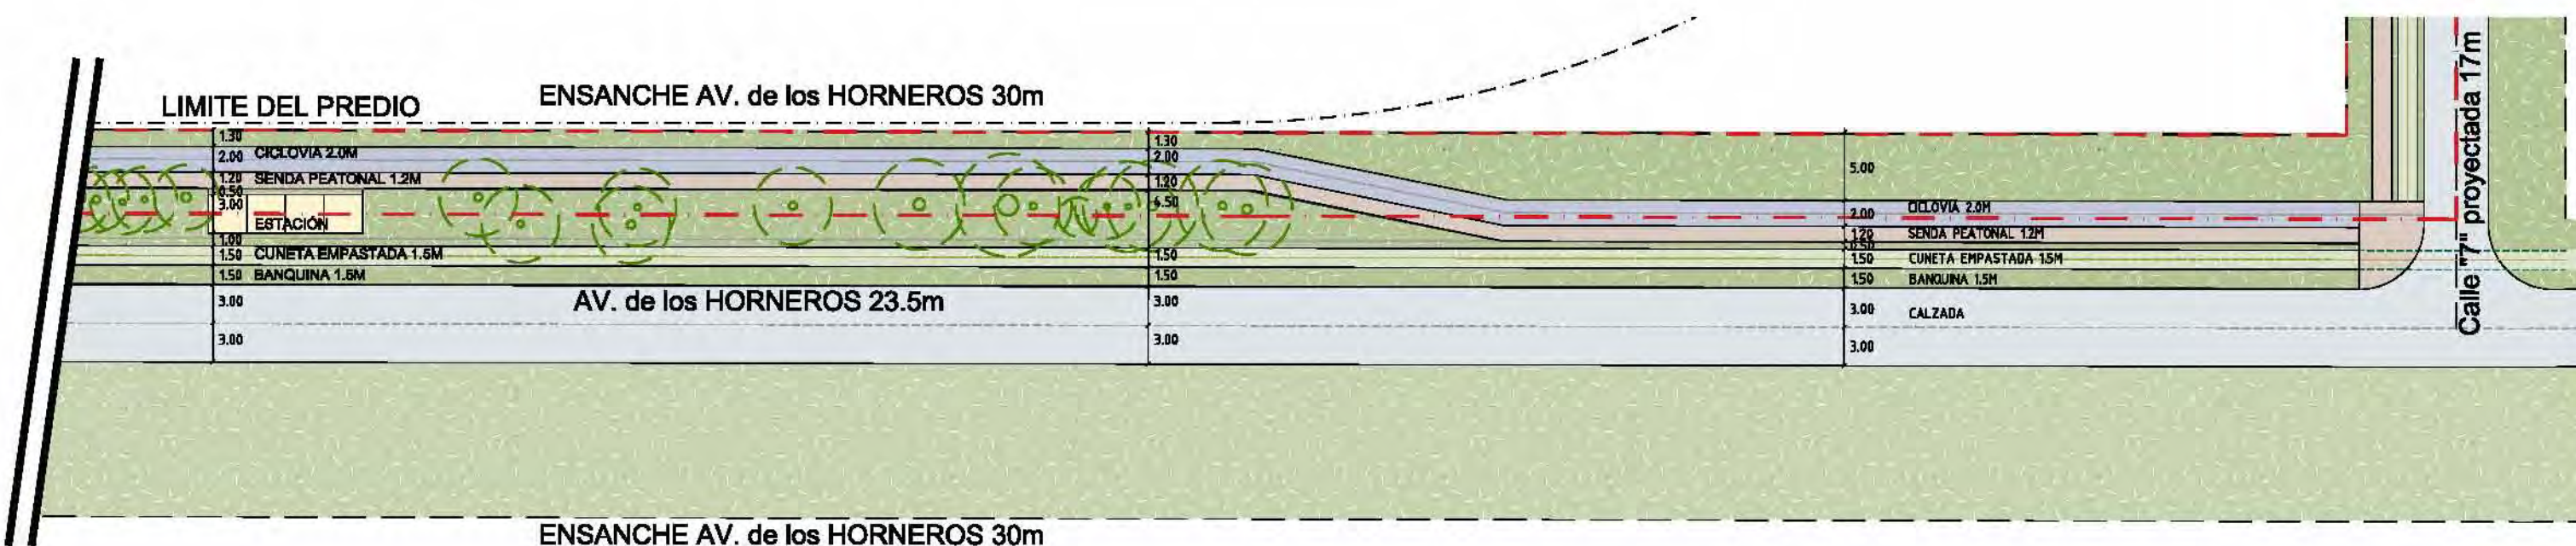 ENSANCHE AV. de los HORNEROS 30m
LIMITE DEL PREDIO
1.30
2.00 CICLOVIA 2.0M
1.20 SENDA PEATONAL 1.2M
0.50
3.00
ESTACIÓN
1.00
1.50 CUNETA EMPASTADA 1.5M
1.50 BANQUINA 1.5M
3.00
3.00
AV. de los HORNEROS 23.5m
1.30
2.00
1.20
4.50
1.50
1.50
3.00
3.00
5.00
2.00 CICLOVIA 2.0M
1.20 SENDA PEATONAL 1.2M
0.50
1.50 CUNETA EMPASTADA 1.5M
1.50 BANQUINA 1.5M
3.00 CALZADA
3.00
Calle "7" proyectada 17m
ENSANCHE AV. de los HORNEROS 30m